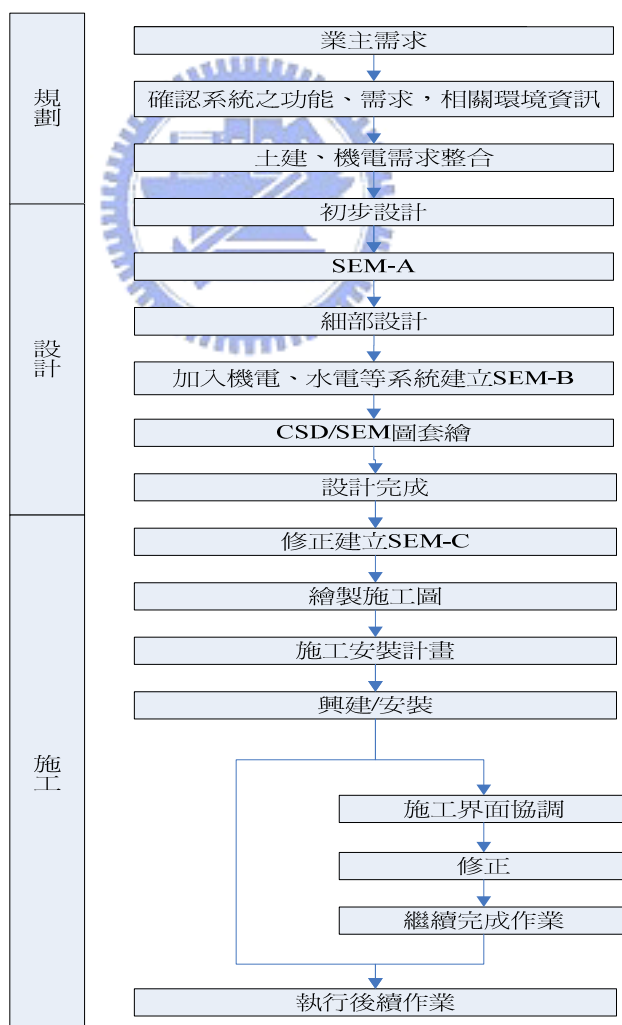 規劃
業主需求
確認系統之功能、需求，相關環境資訊
土建、機電需求整合
設計
初步設計
SEM-A
細部設計
加入機電、水電等系統建立SEM-B
CSD/SEM圖套繪
設計完成
施工
修正建立SEM-C
繪製施工圖
施工安裝計畫
興建/安裝
施工界面協調
修正
繼續完成作業
執行後續作業